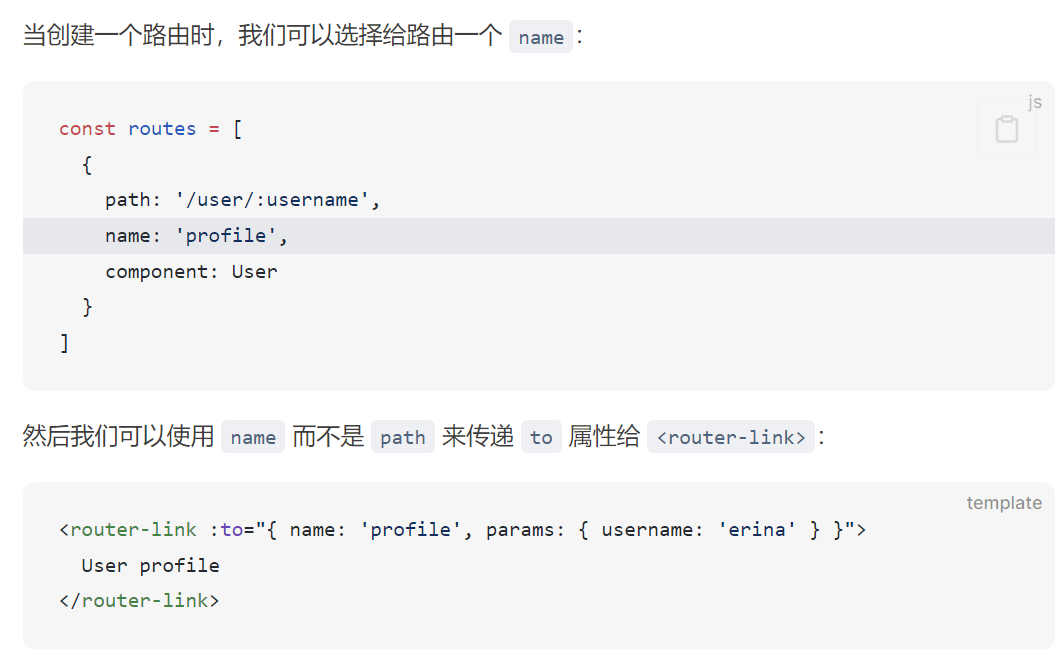 当创建一个路由时，我们可以选择给路由一个 name：
js
const routes = [
  {
    path: '/user/:username',
    name: 'profile',
    component: User
  }
]
然后我们可以使用 name 而不是 path 来传递 to 属性给 <router-link>：
template
<router-link :to="{ name: 'profile', params: { username: 'erina' } }">
  User profile
</router-link>